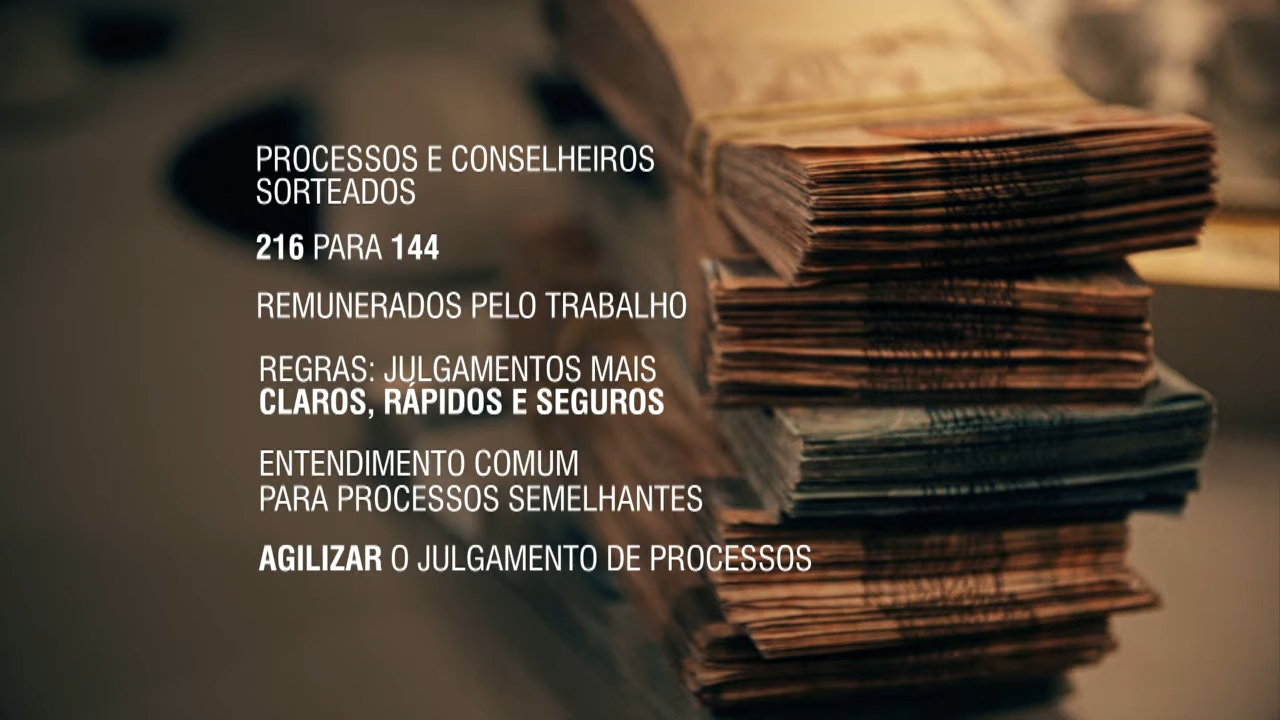 PROCESSOS E CONSELHEIROS
SORTEADOS
216 PARA 144
REMUNERADOS PELO TRABALHO
REGRAS: JULGAMENTOS MAIS
CLAROS, RÁPIDOS E SEGUROS
ENTENDIMENTO COMUM
PARA PROCESSOS SEMELHANTES
AGILIZAR O JULGAMENTO DE PROCESSOS